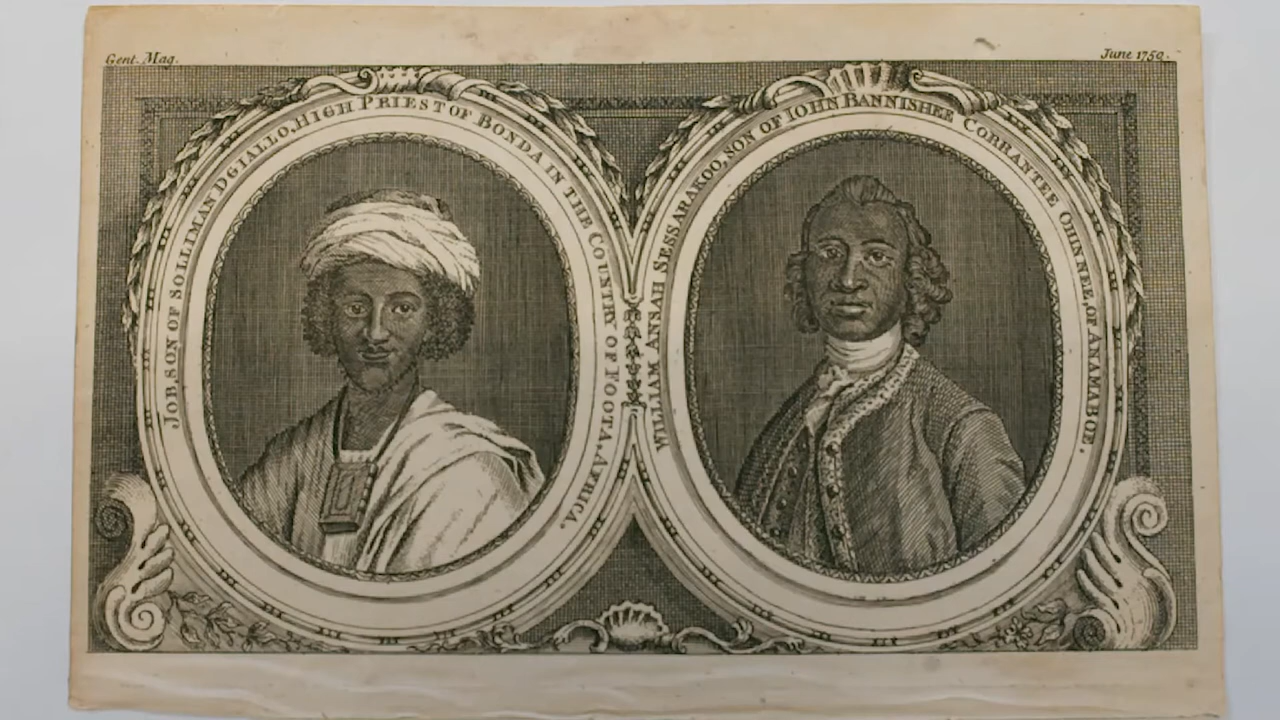 Gent. Mag.
June 1750.
JOB, SON OF SOLLIMAN DGIALLO, HIGH PRIEST OF BONDA IN THE COUNTRY OF FOOTA, AFRICA.
WILLIAM ANSAH SESSARAKOO, SON OF IOHN BANNISHEE CORRANTEE OHINNEE, OF ANAMABOE.